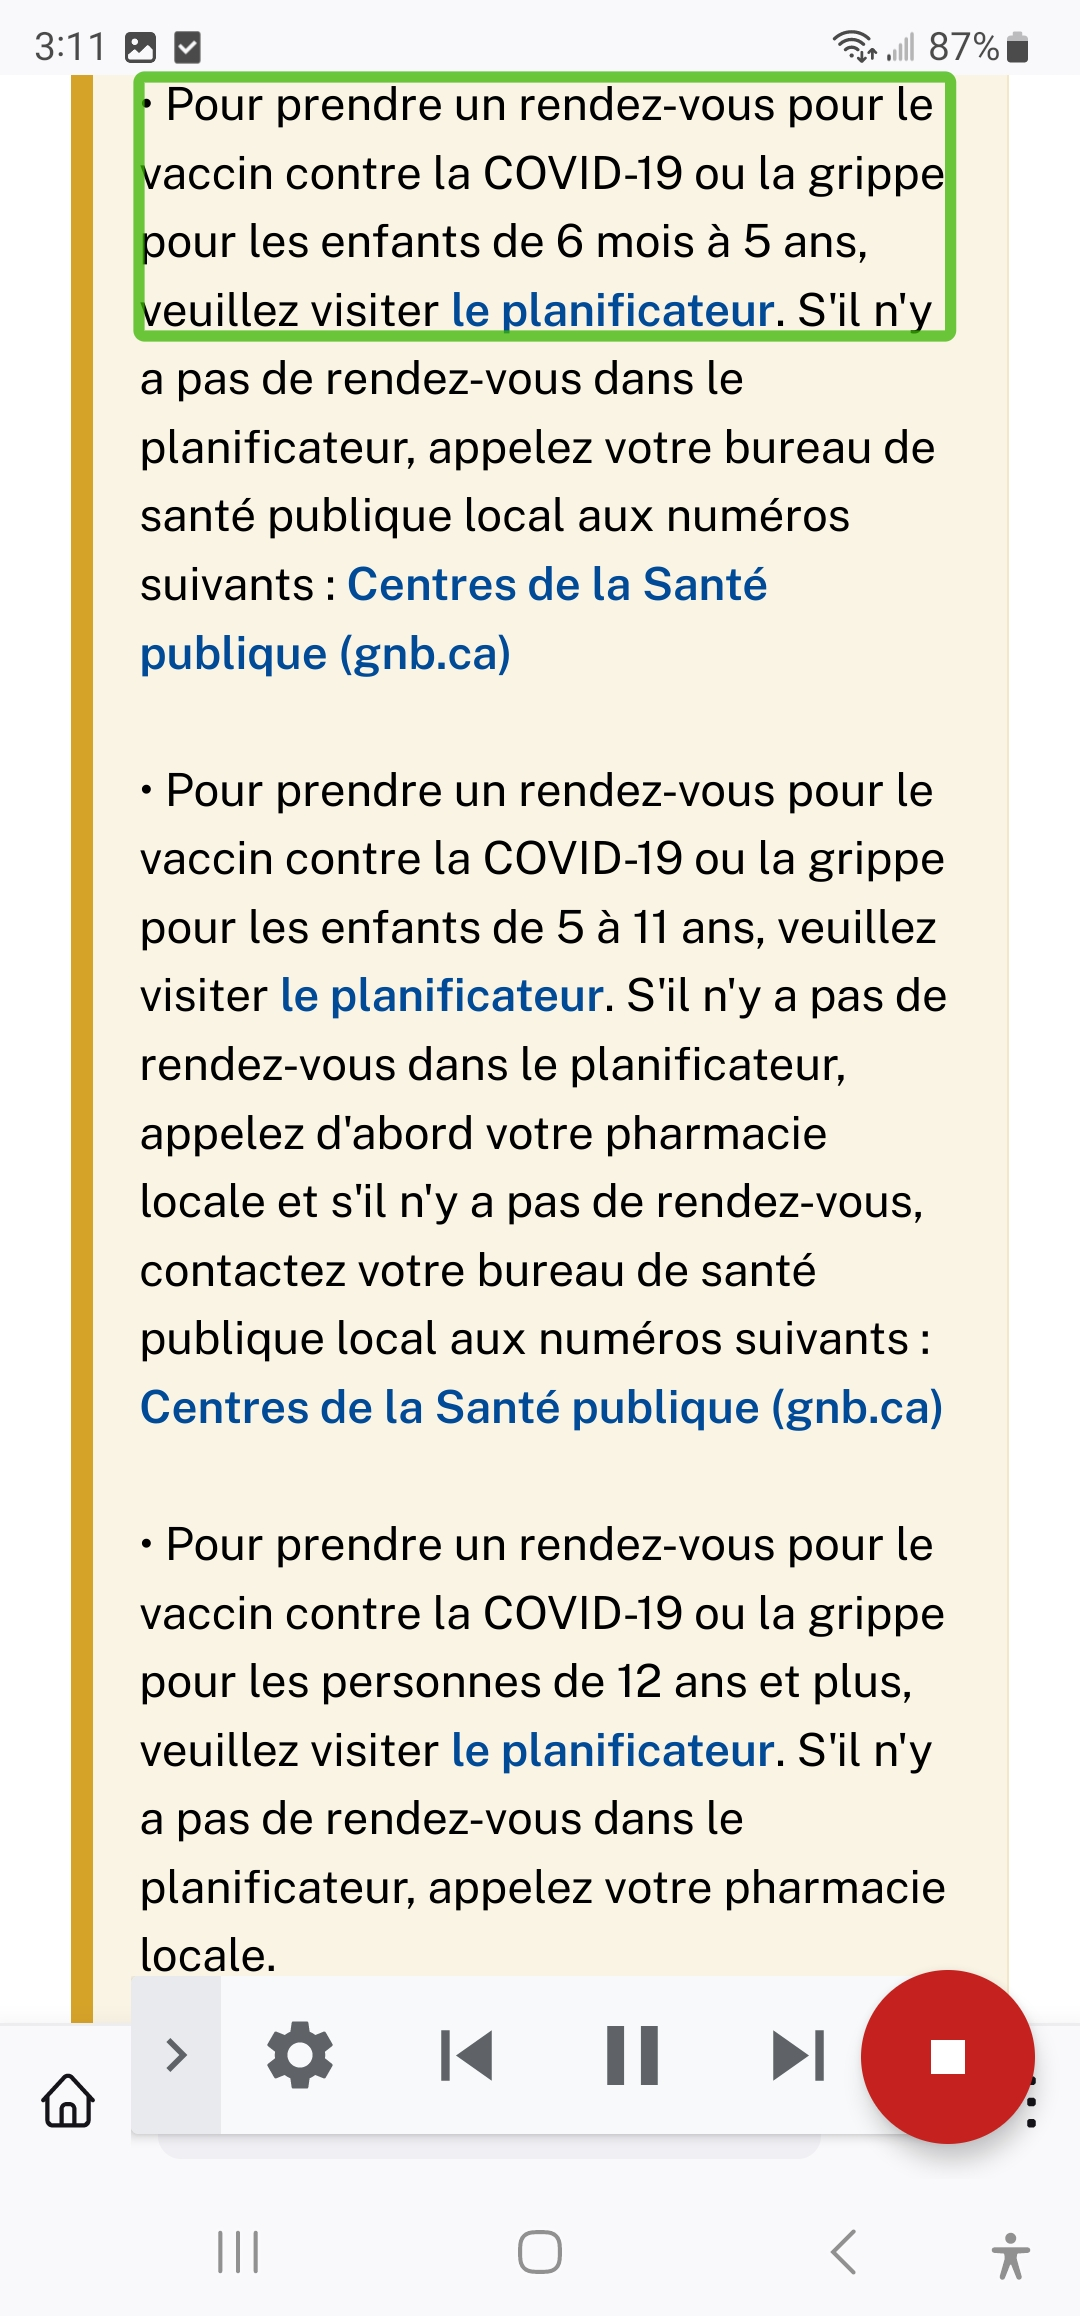 3:11
87%
• Pour prendre un rendez-vous pour le
vaccin contre la COVID-19 ou la grippe
pour les enfants de 6 mois à 5 ans,
veuillez visiter le planificateur. S'il n'y
a pas de rendez-vous dans le
planificateur, appelez votre bureau de
santé publique local aux numéros
suivants : Centres de la Santé
publique (gnb.ca)
• Pour prendre un rendez-vous pour le
vaccin contre la COVID-19 ou la grippe
pour les enfants de 5 à 11 ans, veuillez
visiter le planificateur. S'il n'y a pas de
rendez-vous dans le planificateur,
appelez d'abord votre pharmacie
locale et s'il n'y a pas de rendez-vous,
contactez votre bureau de santé
publique local aux numéros suivants :
Centres de la Santé publique (gnb.ca)
• Pour prendre un rendez-vous pour le
vaccin contre la COVID-19 ou la grippe
pour les personnes de 12 ans et plus,
veuillez visiter le planificateur. S'il n'y
a pas de rendez-vous dans le
planificateur, appelez votre pharmacie
locale.